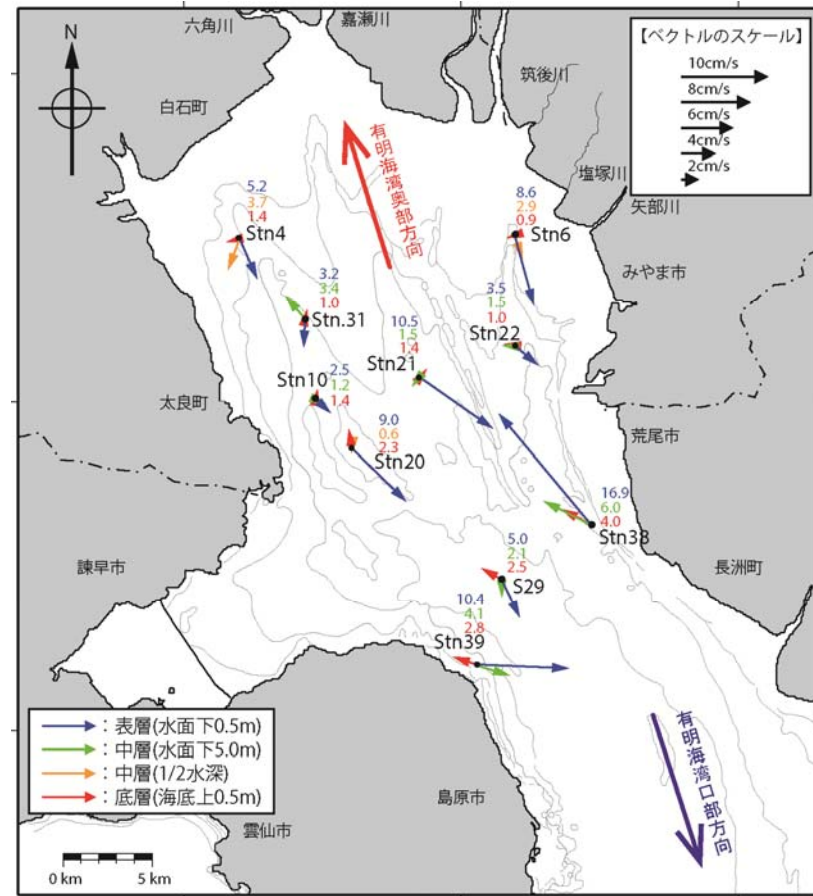 六角川
嘉瀬川
N
白石町
筑後川
【ベクトルのスケール】
10cm/s
8cm/s
6cm/s
4cm/s
2cm/s
塩塚川
矢部川
みやま市
有明海湾奥部方向
5.2
3.7
1.4
Stn4
8.6
2.9
0.9
Stn6
3.2
3.4
1.0
Stn.31
3.5
1.5
1.0
Stn22
10.5
1.5
1.4
Stn21
2.5
1.2
1.4
Stn10
太良町
荒尾市
9.0
0.6
2.3
Stn20
16.9
6.0
4.0
Stn38
長洲町
諫早市
5.0
2.1
2.5
S29
10.4
4.1
2.8
Stn39
有明海湾口部方向
:表層(水面下0.5m)
:中層(水面下5.0m)
:中層(1/2水深)
:底層(海底上0.5m)
島原市
雲仙市
0 km
5 km